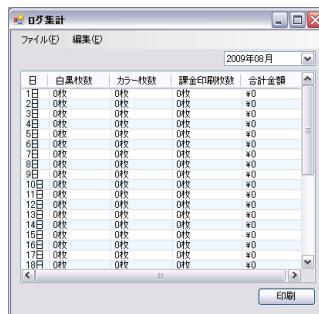 ログ集計
ファイル(F) 編集(E)
2009年08月
日 白黒枚数 カラー枚数 課金印刷枚数 合計金額
1日 0枚 0枚 0枚 ¥0
2日 0枚 0枚 0枚 ¥0
3日 0枚 0枚 0枚 ¥0
4日 0枚 0枚 0枚 ¥0
5日 0枚 0枚 0枚 ¥0
6日 0枚 0枚 0枚 ¥0
7日 0枚 0枚 0枚 ¥0
8日 0枚 0枚 0枚 ¥0
9日 0枚 0枚 0枚 ¥0
10日 0枚 0枚 0枚 ¥0
11日 0枚 0枚 0枚 ¥0
12日 0枚 0枚 0枚 ¥0
13日 0枚 0枚 0枚 ¥0
14日 0枚 0枚 0枚 ¥0
15日 0枚 0枚 0枚 ¥0
16日 0枚 0枚 0枚 ¥0
17日 0枚 0枚 0枚 ¥0
18日 0枚 0枚 0枚 ¥0
印刷